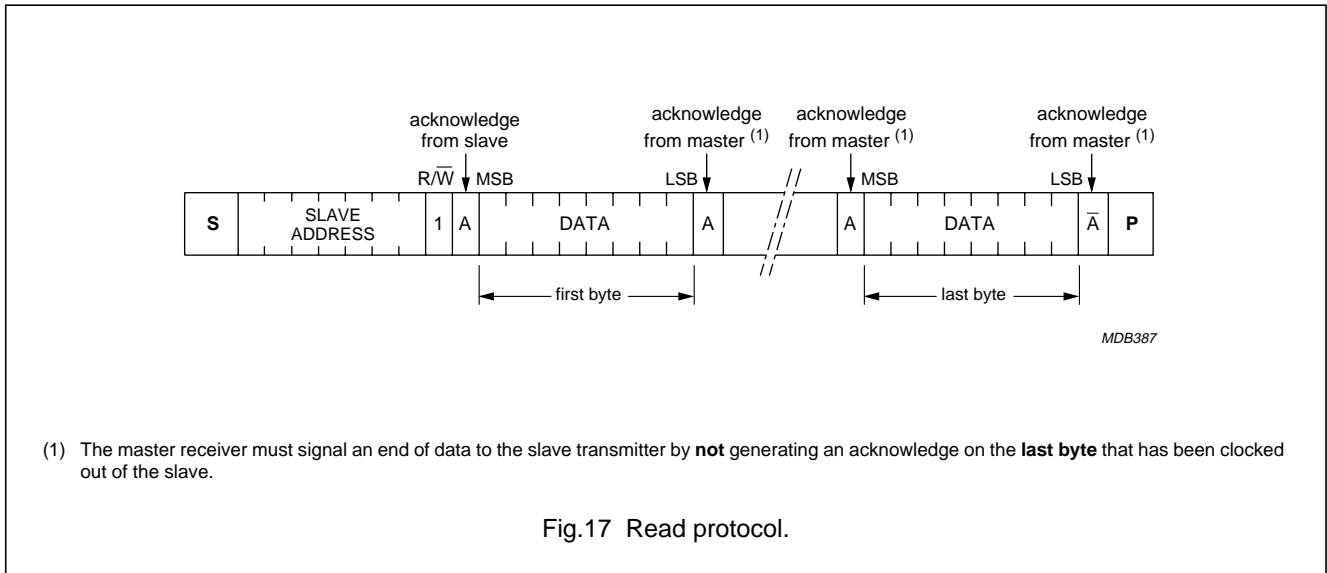 acknowledge acknowledge acknowledge acknowledge
from slave from master (1) from master (1) from master (1)
R/W̅ MSB LSB MSB LSB
S SLAVE ADDRESS 1 A DATA A A DATA A̅ P
first byte last byte
MDB387
(1) The master receiver must signal an end of data to the slave transmitter by not generating an acknowledge on the last byte that has been clocked
out of the slave.
Fig.17 Read protocol.